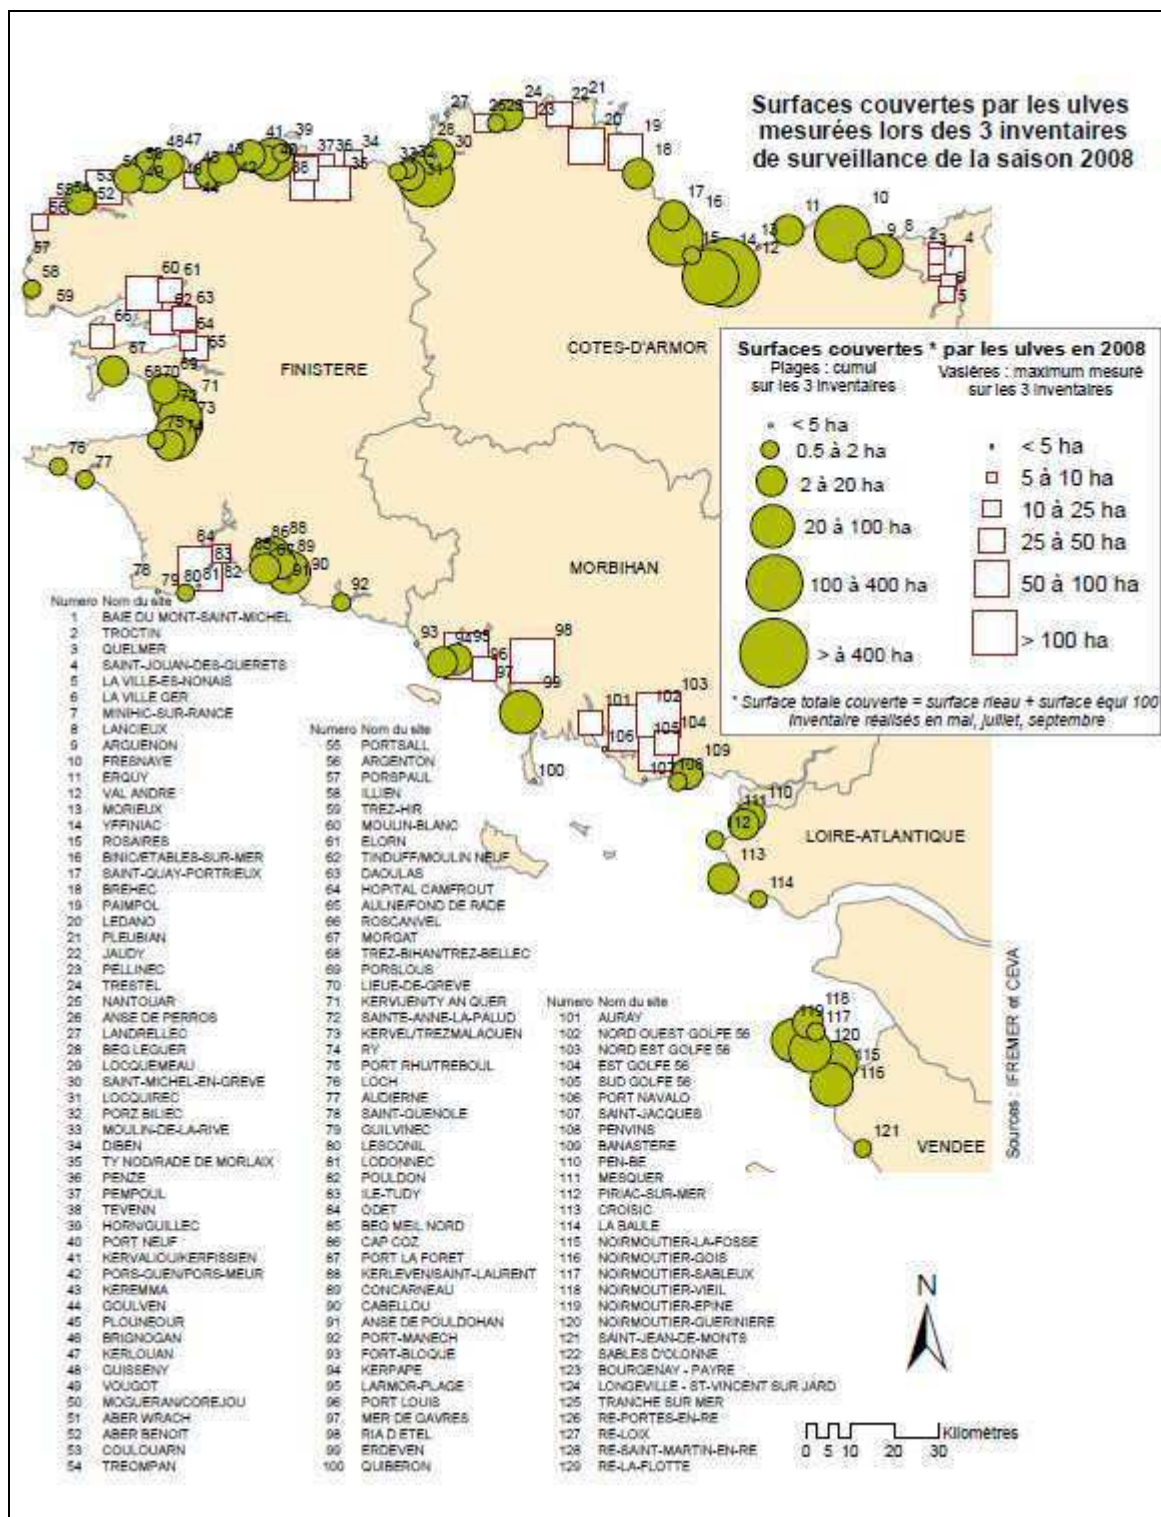 Surfaces couvertes par les ulves
mesurées lors des 3 inventaires
de surveillance de la saison 2008
FINISTERE
COTES-D'ARMOR
MORBIHAN
LOIRE-ATLANTIQUE
VENDEE
Surfaces couvertes * par les ulves en 2008
Plages : cumul
sur les 3 inventaires
< 5 ha
0.5 à 2 ha
2 à 20 ha
20 à 100 ha
100 à 400 ha
> à 400 ha
Vasières : maximum mesuré
sur les 3 inventaires
< 5 ha
5 à 10 ha
10 à 25 ha
25 à 50 ha
50 à 100 ha
> 100 ha
* Surface totale couverte = surface rieau + surface équi 100
Inventaire réalisés en mai, juillet, septembre
Numero Nom du site
1 BAIE DU MONT-SAINT-MICHEL
2 TROCTIN
3 QUELMER
4 SAINT-JOUAN-DES-GUERETS
5 LA VILLE-ES-NONAIS
6 LA VILLE GER
7 MINIHIC-SUR-RANCE
8 LANCIEUX
9 ARGUENON
10 FRESNAYE
11 ERQUY
12 VAL ANDRE
13 MORIEUX
14 YFFINIAC
15 ROSAIRES
16 BINIC/ETABLES-SUR-MER
17 SAINT-QUAY-PORTRIEUX
18 BREHEC
19 PAIMPOL
20 LEDANO
21 PLEUBIAN
22 JAUDY
23 PELLINEC
24 TRESTEL
25 NANTOUAR
26 ANSE DE PERROS
27 LANDRELLEC
28 BEG LEGUER
29 LOCQUEMEAU
30 SAINT-MICHEL-EN-GREVE
31 LOCQUIREC
32 PORZ BILIEC
33 MOULIN-DE-LA-RIVE
34 DIBEN
35 TY NOD/RADE DE MORLAIX
36 PENZE
37 PEMPOUL
38 TEVENN
39 HORN/GUILLEC
40 PORT NEUF
41 KERVALIOU/KERFISSIEN
42 PORS-GUEN/PORS-MEUR
43 KEREMMA
44 GOULVEN
45 PLOUNEOUR
46 BRIGNOGAN
47 KERLOUAN
48 GUISSENY
49 VOUGOT
50 MOGUERAN/COREJOU
51 ABER WRACH
52 ABER BENOIT
53 COULOUARN
54 TREOMPAN
Numero Nom du site
55 PORTSALL
56 ARGENTON
57 PORSPAUL
58 ILLIEN
59 TREZ-HIR
60 MOULIN-BLANC
61 ELORN
62 TINDUFF/MOULIN NEUF
63 DAOULAS
64 HOPITAL CAMFROUT
65 AULNE/FOND DE RADE
66 ROSCANVEL
67 MORGAT
68 TREZ-BIHAN/TREZ-BELLEC
69 PORSLOUS
70 LIEUE-DE-GREVE
71 KERVIJEN/TY AN QUER
72 SAINTE-ANNE-LA-PALUD
73 KERVEL/TREZMALAOUEN
74 RY
75 PORT RHU/TREBOUL
76 LOCH
77 AUDIERNE
78 SAINT-GUENOLE
79 GUILVINEC
80 LESCONIL
81 LODONNEC
82 POULDON
83 ILE-TUDY
84 ODET
85 BEG MEIL NORD
86 CAP COZ
87 PORT LA FORET
88 KERLEVEN/SAINT-LAURENT
89 CONCARNEAU
90 CABELLOU
91 ANSE DE POULDOHAN
92 PORT-MANECH
93 FORT-BLOQUE
94 KERPAPE
95 LARMOR-PLAGE
96 PORT LOUIS
97 MER DE GAVRES
98 RIA D ETEL
99 ERDEVEN
100 QUIBERON
Numero Nom du site
101 AURAY
102 NORD OUEST GOLFE 56
103 NORD EST GOLFE 56
104 EST GOLFE 56
105 SUD GOLFE 56
106 PORT NAVALO
107 SAINT-JACQUES
108 PENVINS
109 BANASTERE
110 PEN-BE
111 MESQUER
112 PIRIAC-SUR-MER
113 CROISIC
114 LA BAULE
115 NOIRMOUTIER-LA-FOSSE
116 NOIRMOUTIER-GOIS
117 NOIRMOUTIER-SABLEUX
118 NOIRMOUTIER-VIEIL
119 NOIRMOUTIER-EPINE
120 NOIRMOUTIER-GUERINIERE
121 SAINT-JEAN-DE-MONTS
122 SABLES D'OLONNE
123 BOURGENAY - PAYRE
124 LONGEVILLE - ST-VINCENT SUR JARD
125 TRANCHE SUR MER
126 RE-PORTES-EN-RE
127 RE-LOIX
128 RE-SAINT-MARTIN-EN-RE
129 RE-LA-FLOTTE
Sources : IFREMER et CEVA
N
Kilomètres
0 5 10 20 30